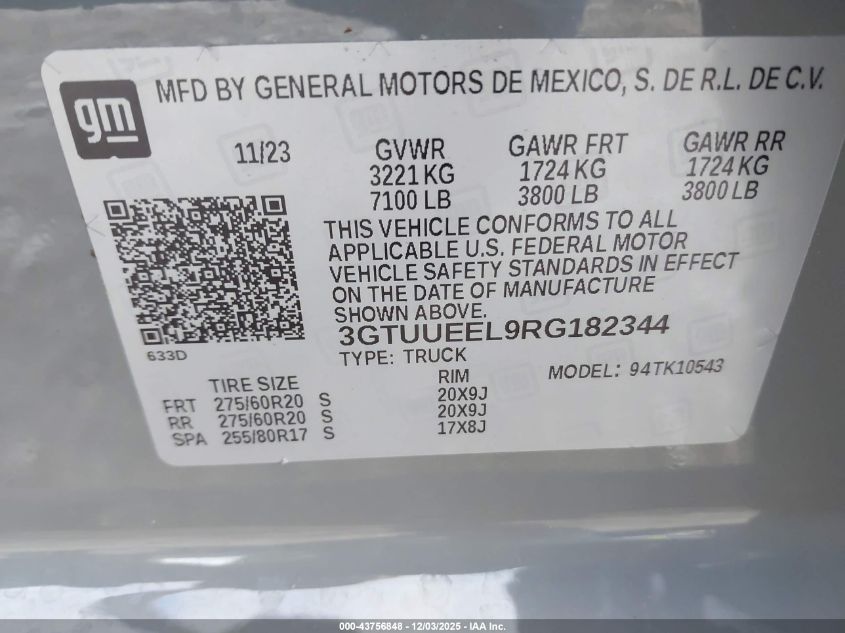 gm
MFD BY GENERAL MOTORS DE MEXICO, S. DE R.L. DE C.V.
11/23 GVWR GAWR FRT GAWR RR
3221 KG 1724 KG 1724 KG
7100 LB 3800 LB 3800 LB
THIS VEHICLE CONFORMS TO ALL
APPLICABLE U.S. FEDERAL MOTOR
VEHICLE SAFETY STANDARDS IN EFFECT
ON THE DATE OF MANUFACTURE
SHOWN ABOVE.
3GTUUEEL9RG182344
633D TYPE: TRUCK
TIRE SIZE RIM MODEL: 94TK10543
FRT 275/60R20 S 20X9J
RR 275/60R20 S 20X9J
SPA 255/80R17 S 17X8J
000-43756848 - 12/03/2025 - IAA Inc.